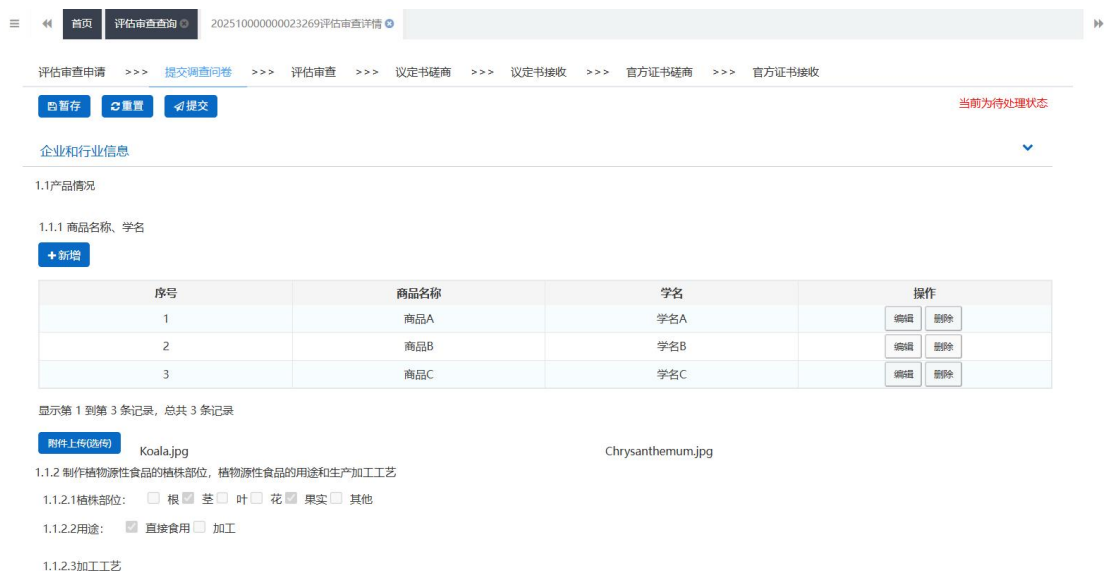 首页 评估审查查询 202510000000023269评估审查详情
评估审查申请 >>> 提交调查问卷 >>> 评估审查 >>> 议定书磋商 >>> 议定书接收 >>> 官方证书磋商 >>> 官方证书接收
暂存 重置 提交 当前为待处理状态
企业和行业信息
1.1产品情况
1.1.1 商品名称、学名
+新增
序号 商品名称 学名 操作
1 商品A 学名A 编辑 删除
2 商品B 学名B 编辑 删除
3 商品C 学名C 编辑 删除
显示第 1 到第 3 条记录，总共 3 条记录
附件上传(选传) Koala.jpg Chrysanthemum.jpg
1.1.2 制作植物源性食品的植株部位，植物源性食品的用途和生产加工工艺
1.1.2.1植株部位： 根 茎 叶 花 果实 其他
1.1.2.2用途： 直接食用 加工
1.1.2.3加工工艺